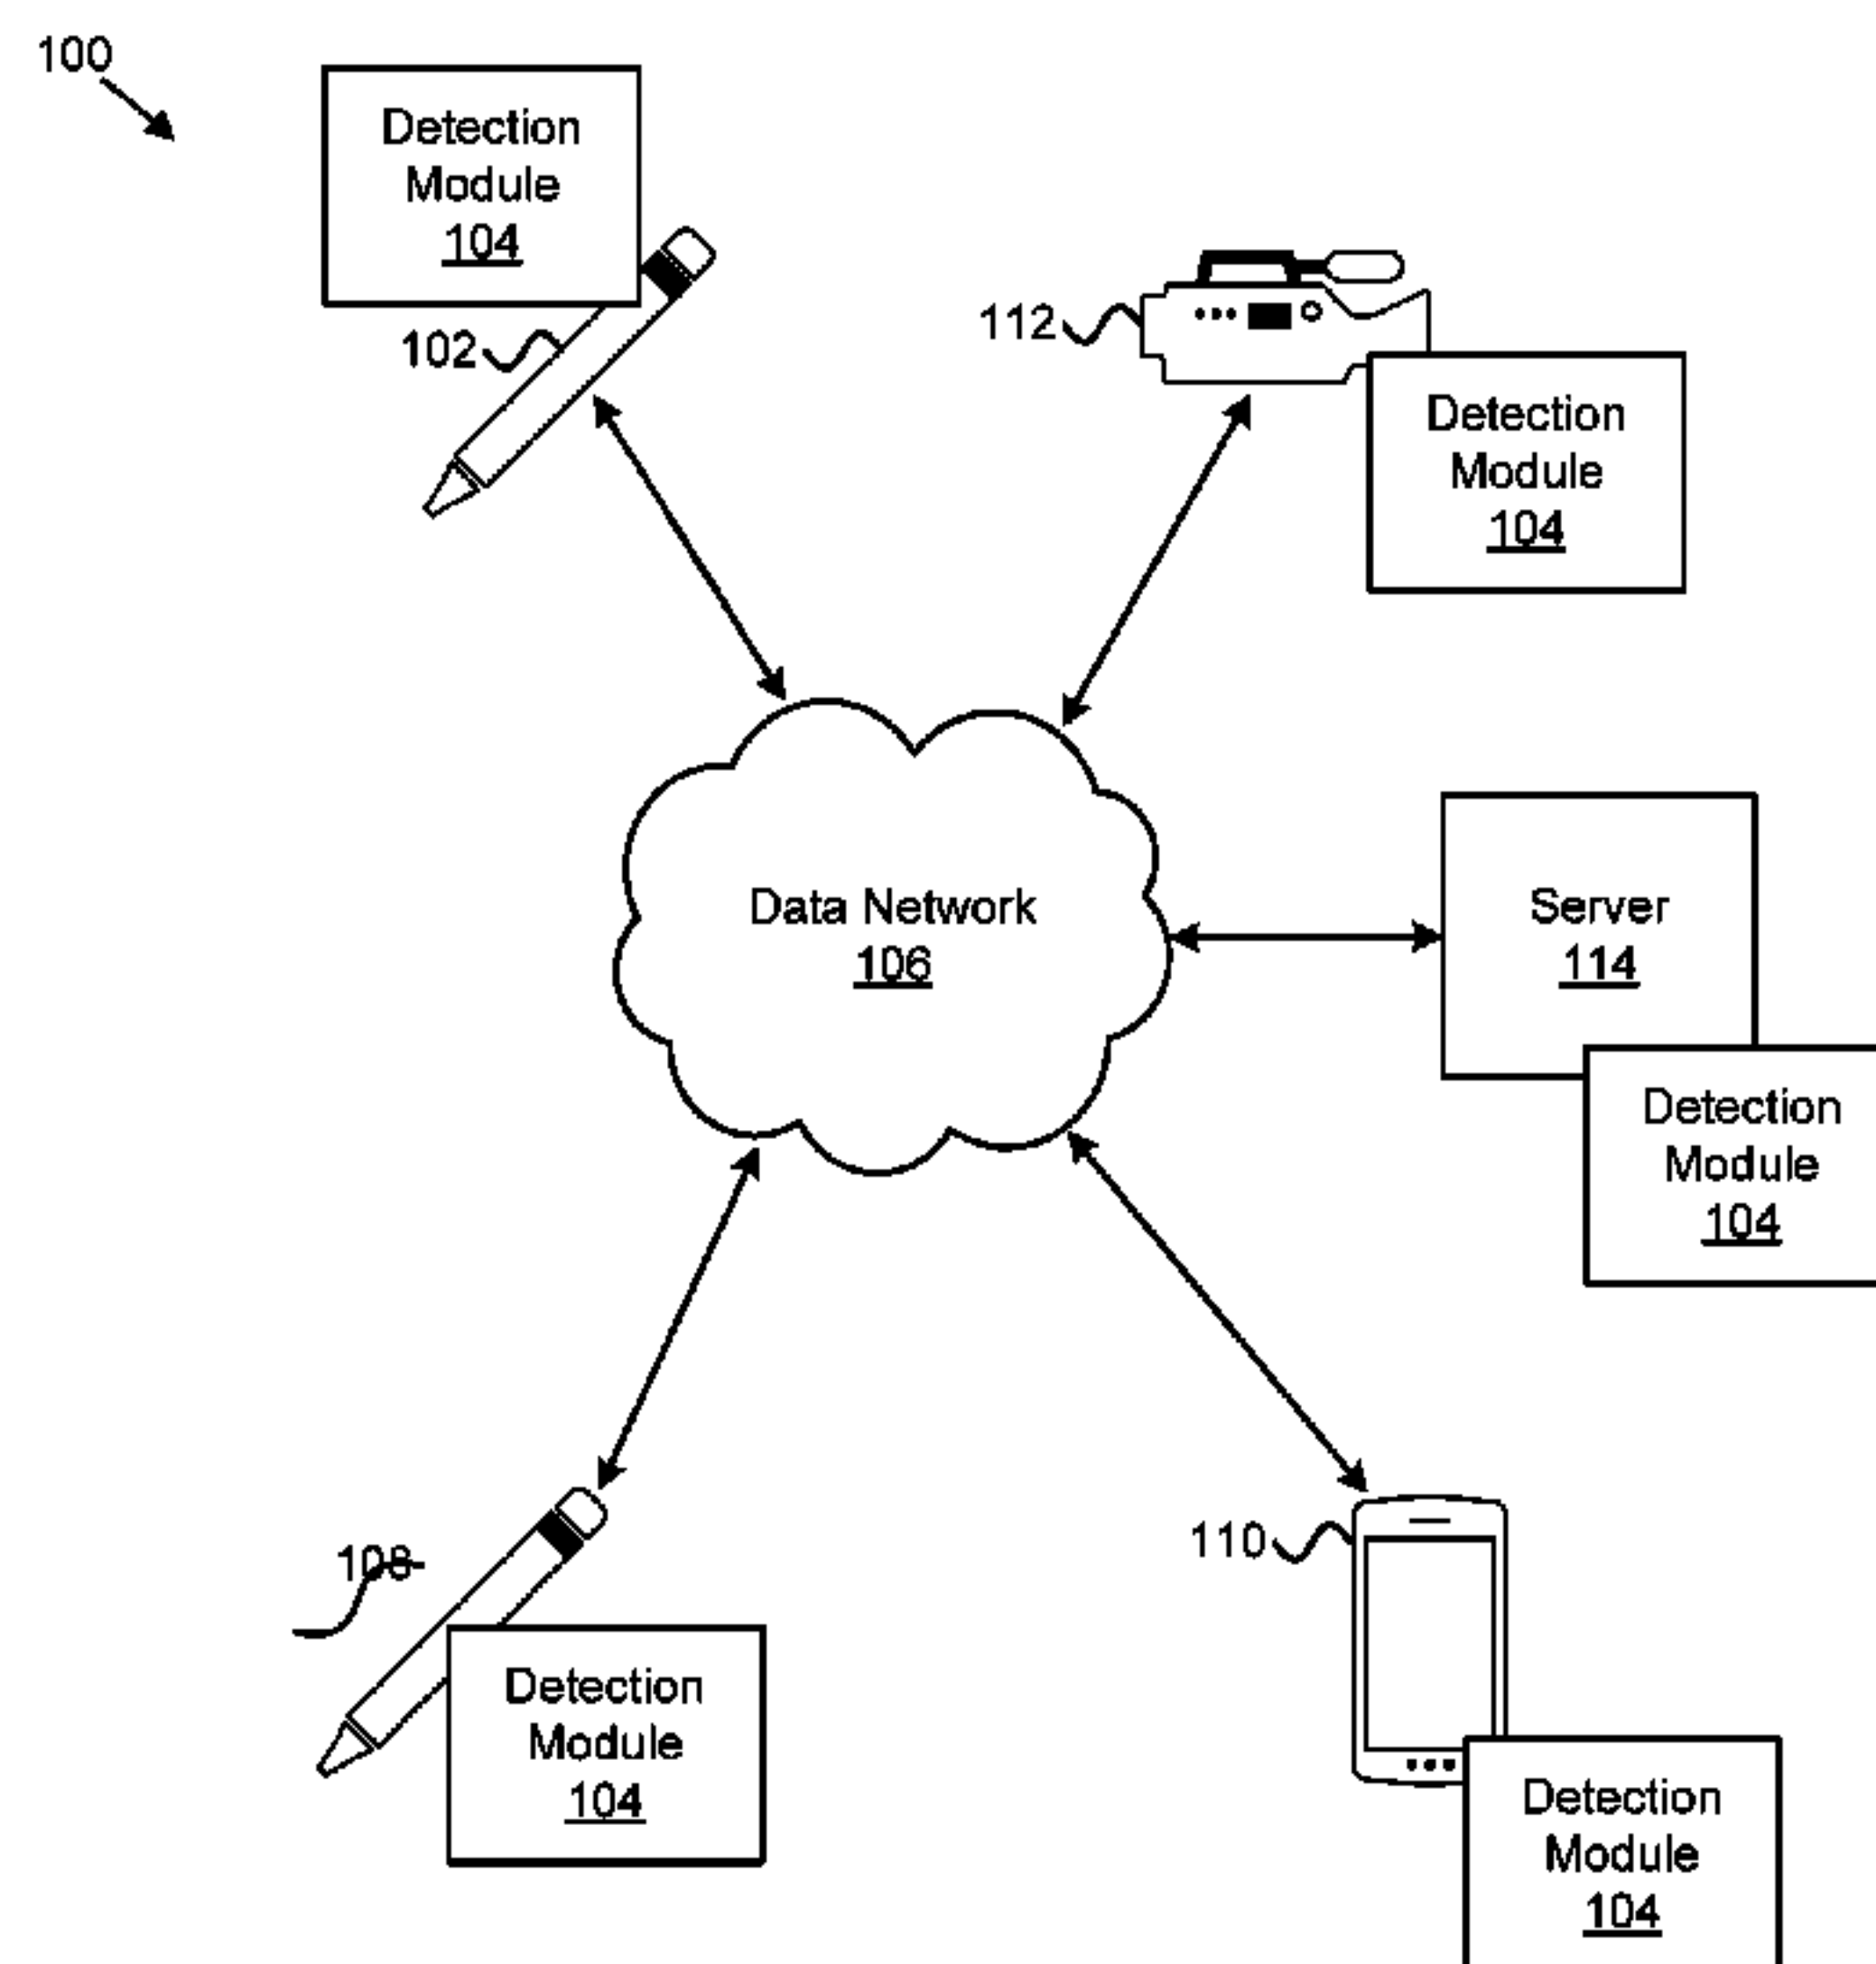 100
Detection
Module
104
102
112
Detection
Module
104
Data Network
106
Server
114
Detection
Module
104
108
110
Detection
Module
104
Detection
Module
104